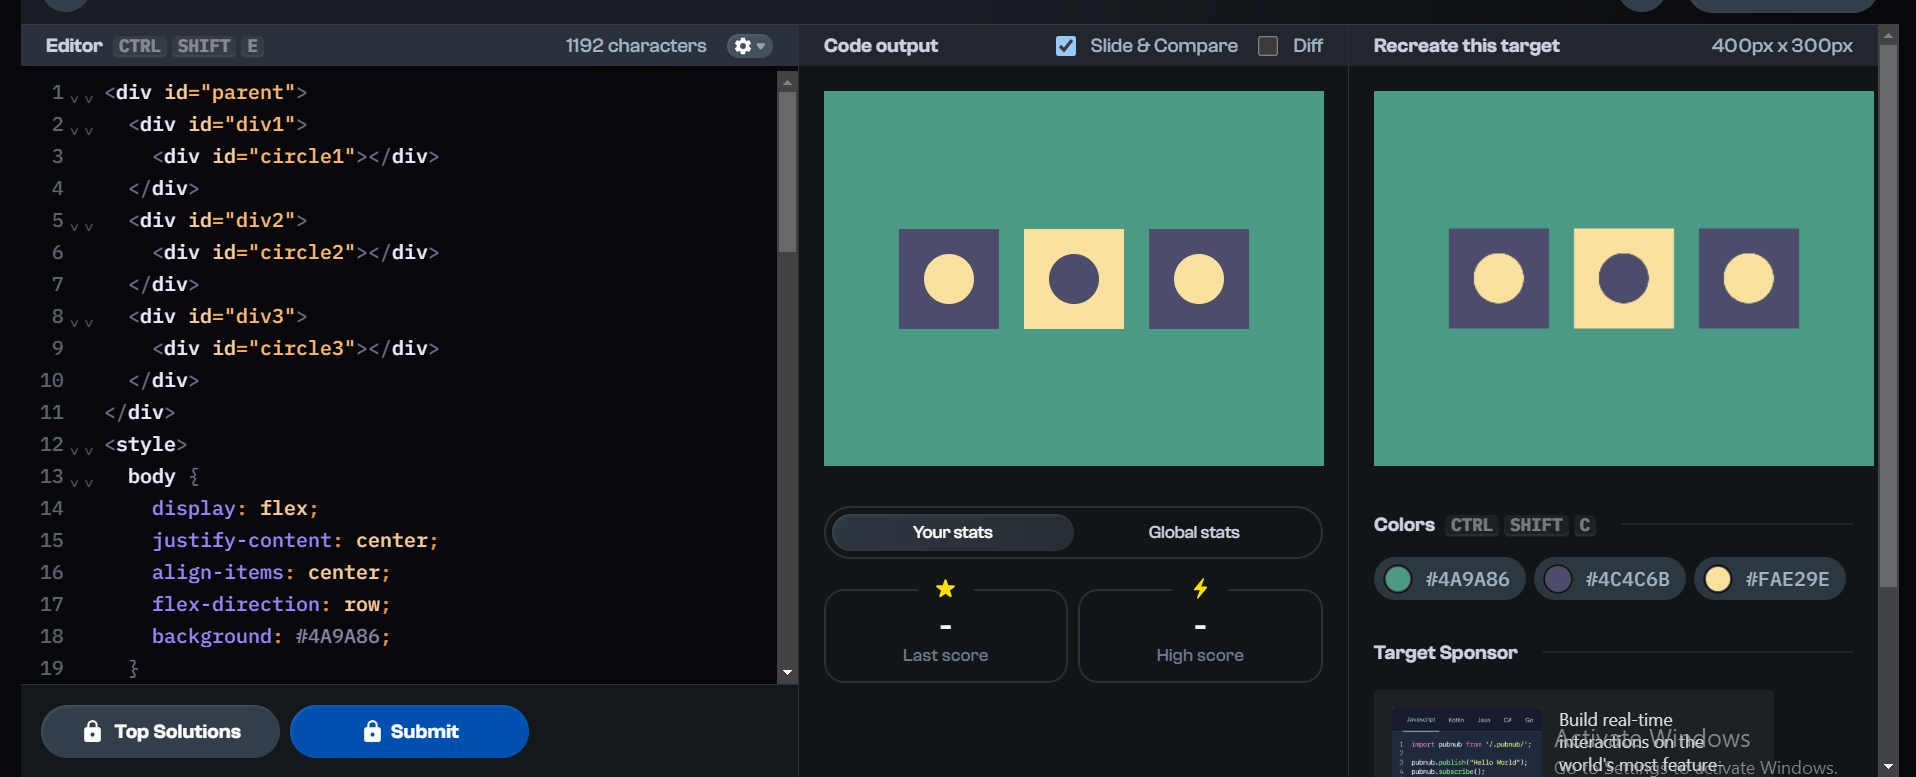 Editor CTRL SHIFT E 1192 characters
1 <div id="parent">
2 <div id="div1">
3 <div id="circle1"></div>
4 </div>
5 <div id="div2">
6 <div id="circle2"></div>
7 </div>
8 <div id="div3">
9 <div id="circle3"></div>
10 </div>
11 </div>
12 <style>
13 body {
14 display: flex;
15 justify-content: center;
16 align-items: center;
17 flex-direction: row;
18 background: #4A9A86;
19 }
Top Solutions
Submit
Code output Slide & Compare Diff
Your stats Global stats
-
Last score
-
High score
Recreate this target 400px x 300px
Colors CTRL SHIFT C
#4A9A86 #4C4C6B #FAE29E
Target Sponsor
Javascript Kotlin Java C# Go
1 import pubnub from './.pubnub/';
2
3 pubnub.publish("Hello World");
4 pubnub.subscribe();
Build real-time
interactions on the
world's most feature-
Activate Windows
Go to Settings to activate Windows.